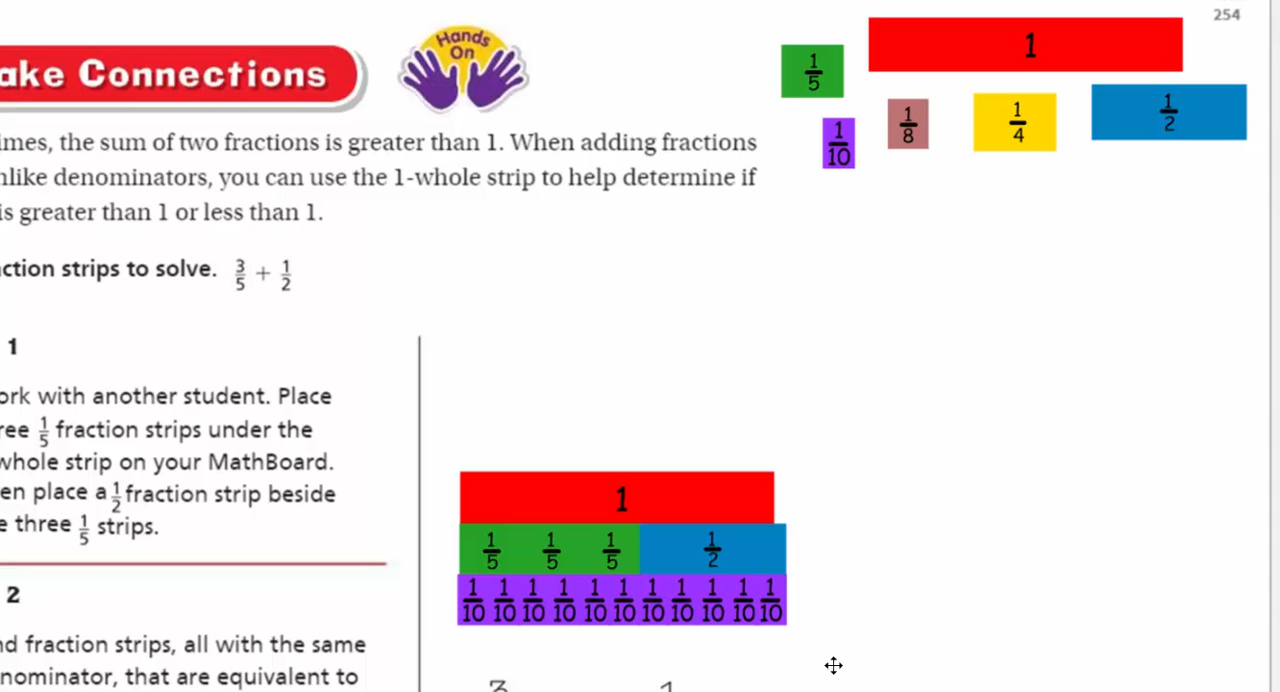 254
ake Connections
Hands
On
1
1/5
1/8
1/4
1/2
1/10
imes, the sum of two fractions is greater than 1. When adding fractions
nlike denominators, you can use the 1-whole strip to help determine if
is greater than 1 or less than 1.
ction strips to solve. 3/5 + 1/2
1
ork with another student. Place
ree 1/5 fraction strips under the
whole strip on your MathBoard.
en place a 1/2 fraction strip beside
e three 1/5 strips.
1
1/5 1/5 1/5 1/2
1/10 1/10 1/10 1/10 1/10 1/10 1/10 1/10 1/10 1/10 1/10
2
nd fraction strips, all with the same
nominator, that are equivalent to
3 1